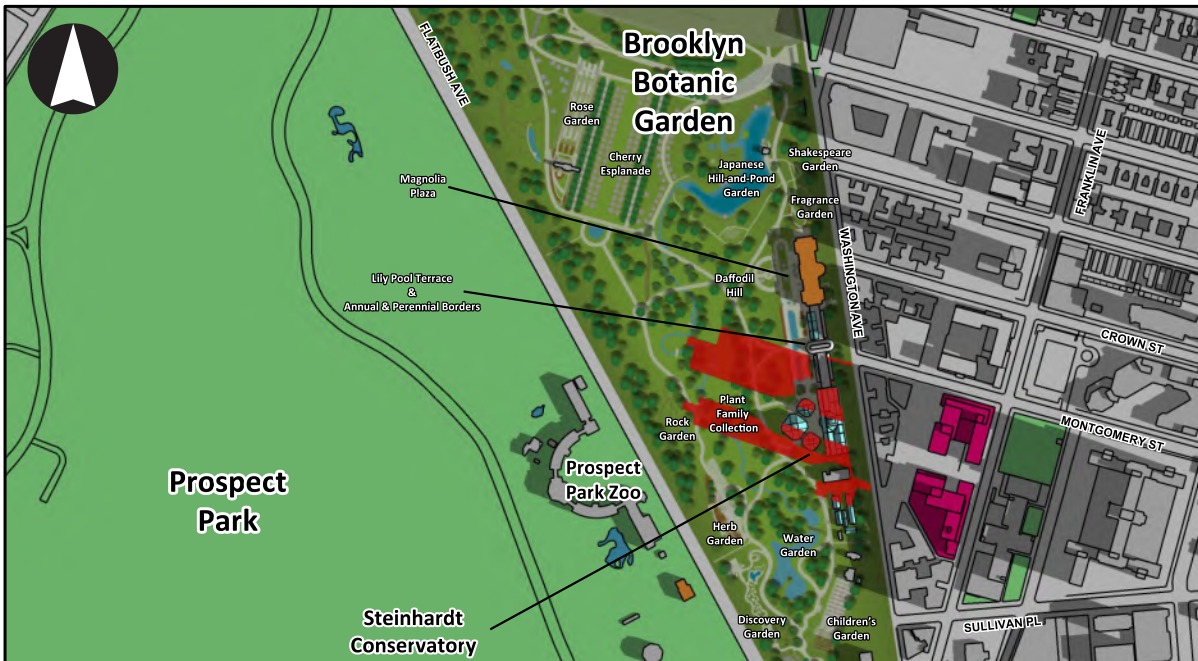 FLATBUSH AVE
Brooklyn
Botanic
Garden
Rose
Garden
Cherry
Esplanade
Japanese
Hill-and-Pond
Garden
Shakespeare
Garden
FRANKLIN AVE
Magnolia
Plaza
Fragrance
Garden
WASHINGTON AVE
Lily Pool Terrace
&
Annual & Perennial Borders
Daffodil
Hill
CROWN ST
Plant
Family
Collection
Rock
Garden
MONTGOMERY ST
Prospect
Park
Prospect
Park Zoo
Herb
Garden
Water
Garden
Steinhardt
Conservatory
Discovery
Garden
Children's
Garden
SULLIVAN PL